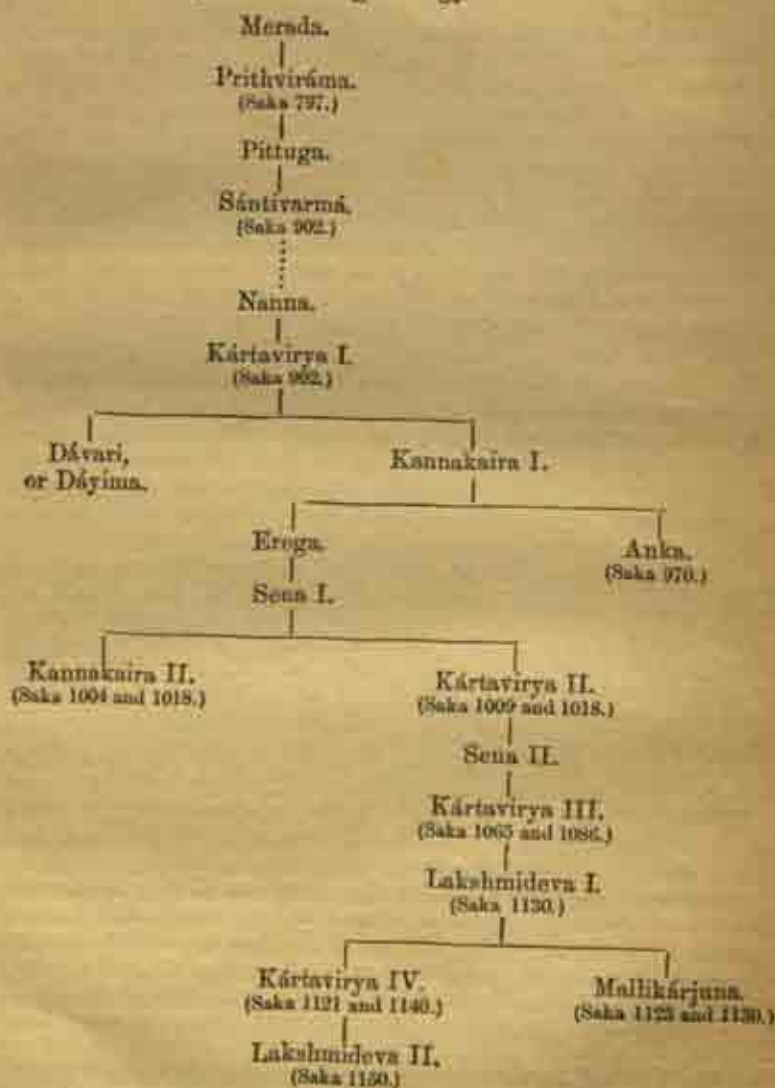 Merada.
Prithviráma.
(Saka 797.)
Pittuga.
Sántivarmá.
(Saka 902.)
Nanna.
Kártavirya I.
(Saka 902.)
Dávari,
or Dáyima.
Kannakaira I.
Erega.
Anka.
(Saka 970.)
Sena I.
Kannakaira II.
(Saka 1004 and 1018.)
Kártavirya II.
(Saka 1009 and 1018.)
Sena II.
Kártavirya III.
(Saka 1065 and 1086.)
Lakshmideva I.
(Saka 1130.)
Kártavirya IV.
(Saka 1121 and 1140.)
Mallikárjuna.
(Saka 1123 and 1130.)
Lakshmideva II.
(Saka 1150.)